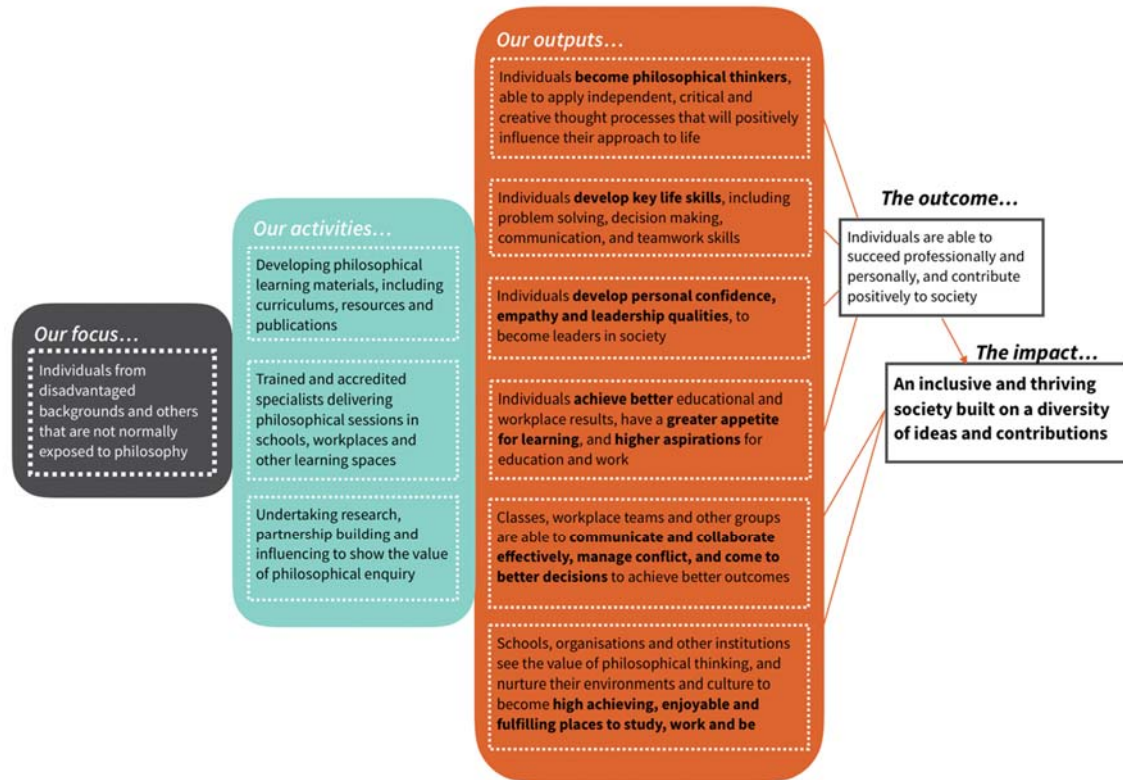 Our focus…
Individuals from
disadvantaged
backgrounds and others
that are not normally
exposed to philosophy
Our activities…
Developing philosophical
learning materials, including
curriculums, resources and
publications
Trained and accredited
specialists delivering
philosophical sessions in
schools, workplaces and
other learning spaces
Undertaking research,
partnership building and
influencing to show the value
of philosophical enquiry
Our outputs…
Individuals become philosophical thinkers,
able to apply independent, critical and
creative thought processes that will positively
influence their approach to life
Individuals develop key life skills, including
problem solving, decision making,
communication, and teamwork skills
Individuals develop personal confidence,
empathy and leadership qualities, to
become leaders in society
Individuals achieve better educational and
workplace results, have a greater appetite
for learning, and higher aspirations for
education and work
Classes, workplace teams and other groups
are able to communicate and collaborate
effectively, manage conflict, and come to
better decisions to achieve better outcomes
Schools, organisations and other institutions
see the value of philosophical thinking, and
nurture their environments and culture to
become high achieving, enjoyable and
fulfilling places to study, work and be
The outcome…
Individuals are able to
succeed professionally and
personally, and contribute
positively to society
The impact…
An inclusive and thriving
society built on a diversity
of ideas and contributions